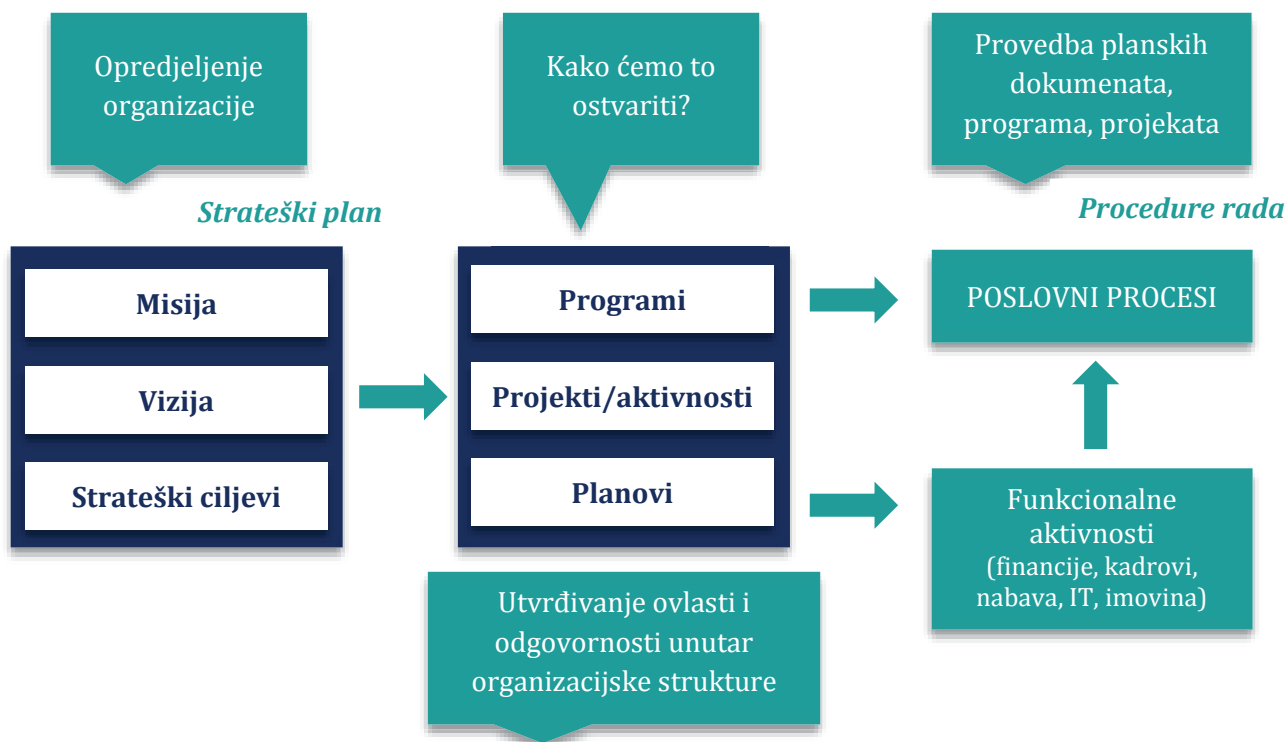 Opredjeljenje
organizacije
Kako ćemo to
ostvariti?
Provedba planskih
dokumenata,
programa, projekata
Strateški plan
Procedure rada
Misija
Vizija
Strateški ciljevi
Programi
Projekti/aktivnosti
Planovi
POSLOVNI PROCESI
Funkcionalne
aktivnosti
(financije, kadrovi,
nabava, IT, imovina)
Utvrđivanje ovlasti i
odgovornosti unutar
organizacijske strukture